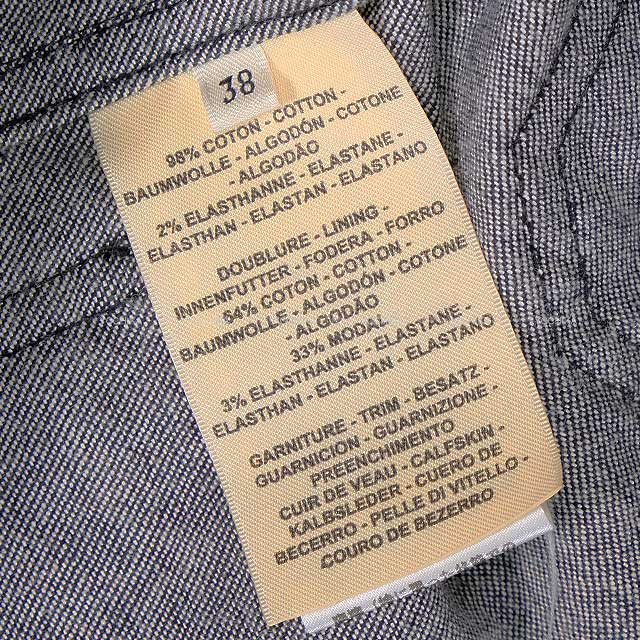 38
98% COTON - COTTON -
BAUMWOLLE - ALGODÓN - COTONE
- ALGODÃO
2% ELASTHANNE - ELASTANE -
ELASTHAN - ELASTAN - ELASTANO
DOUBLURE - LINING -
INNENFUTTER - FODERA - FORRO
64% COTON - COTTON -
BAUMWOLLE - ALGODÓN - COTONE
- ALGODÃO
33% MODAL
3% ELASTHANNE - ELASTANE -
ELASTHAN - ELASTAN - ELASTANO
GARNITURE - TRIM - BESATZ -
GUARNICION - GUARNIZIONE -
PREENCHIMENTO
CUIR DE VEAU - CALFSKIN -
KALBSLEDER - CUERO DE
BECERRO - PELLE DI VITELLO -
COURO DE BEZERRO